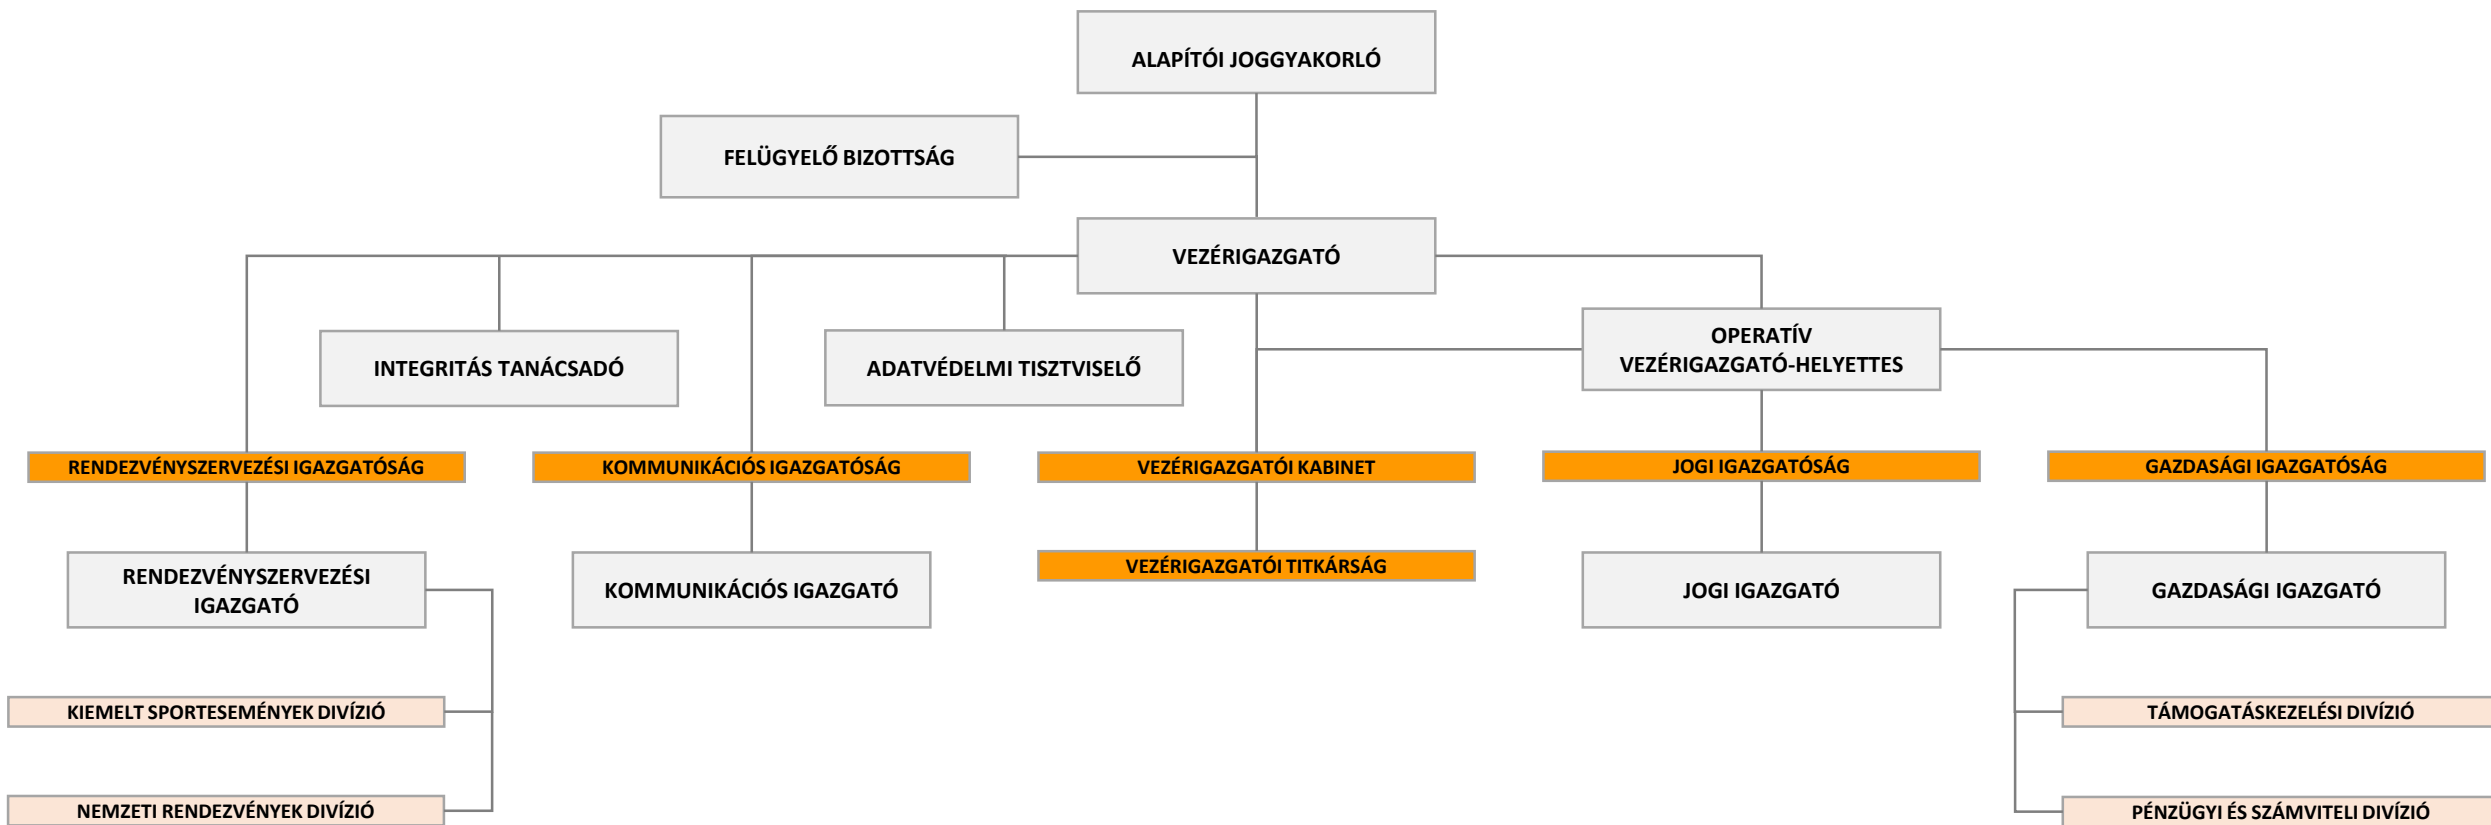 ALAPÍTÓI JOGGYAKORLÓ
FELÜGYELŐ BIZOTTSÁG
VEZÉRIGAZGATÓ
OPERATÍV
VEZÉRIGAZGATÓ-HELYETTES
INTEGRITÁS TANÁCSADÓ
ADATVÉDELMI TISZTVISELŐ
RENDEZVÉNYSZERVEZÉSI IGAZGATÓSÁG
KOMMUNIKÁCIÓS IGAZGATÓSÁG
VEZÉRIGAZGATÓI KABINET
JOGI IGAZGATÓSÁG
GAZDASÁGI IGAZGATÓSÁG
VEZÉRIGAZGATÓI TITKÁRSÁG
RENDEZVÉNYSZERVEZÉSI
IGAZGATÓ
KOMMUNIKÁCIÓS IGAZGATÓ
JOGI IGAZGATÓ
GAZDASÁGI IGAZGATÓ
KIEMELT SPORTESEMÉNYEK DIVÍZIÓ
TÁMOGATÁSKEZELÉSI DIVÍZIÓ
NEMZETI RENDEZVÉNYEK DIVÍZIÓ
PÉNZÜGYI ÉS SZÁMVITELI DIVÍZIÓ